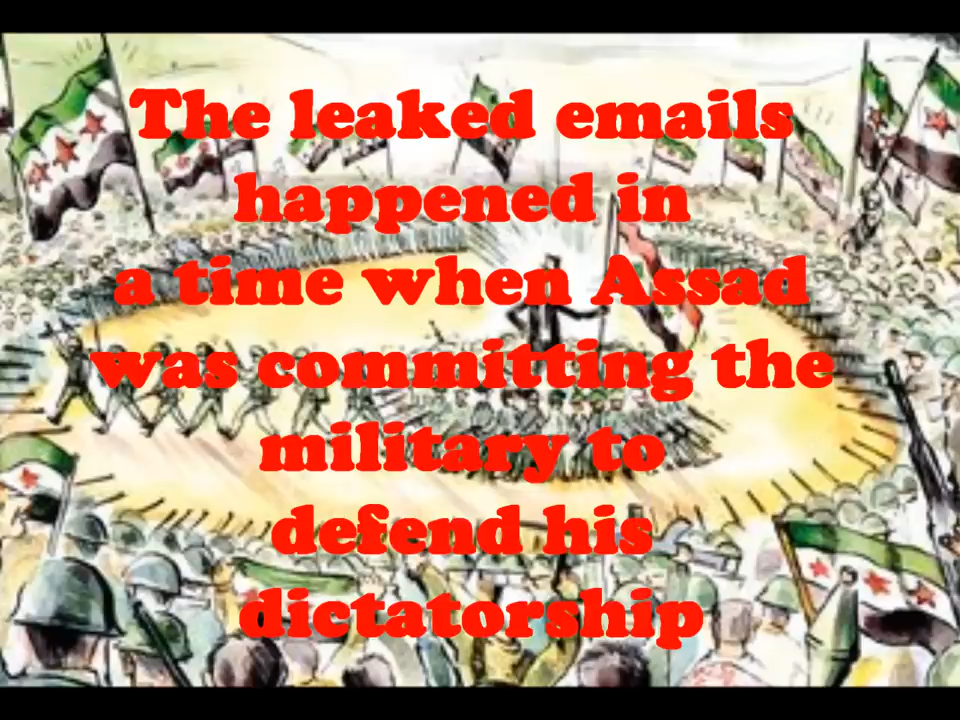 The leaked emails
happened in
a time when Assad
was committing the
military to
defend his
dictatorship